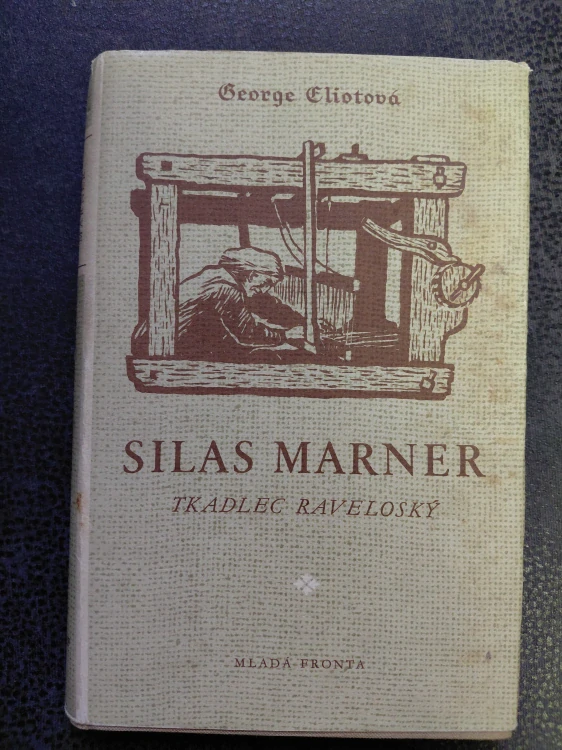 George Eliotová
SILAS MARNER
TKADLEC RAVELOSKÝ
MLADÁ FRONTA